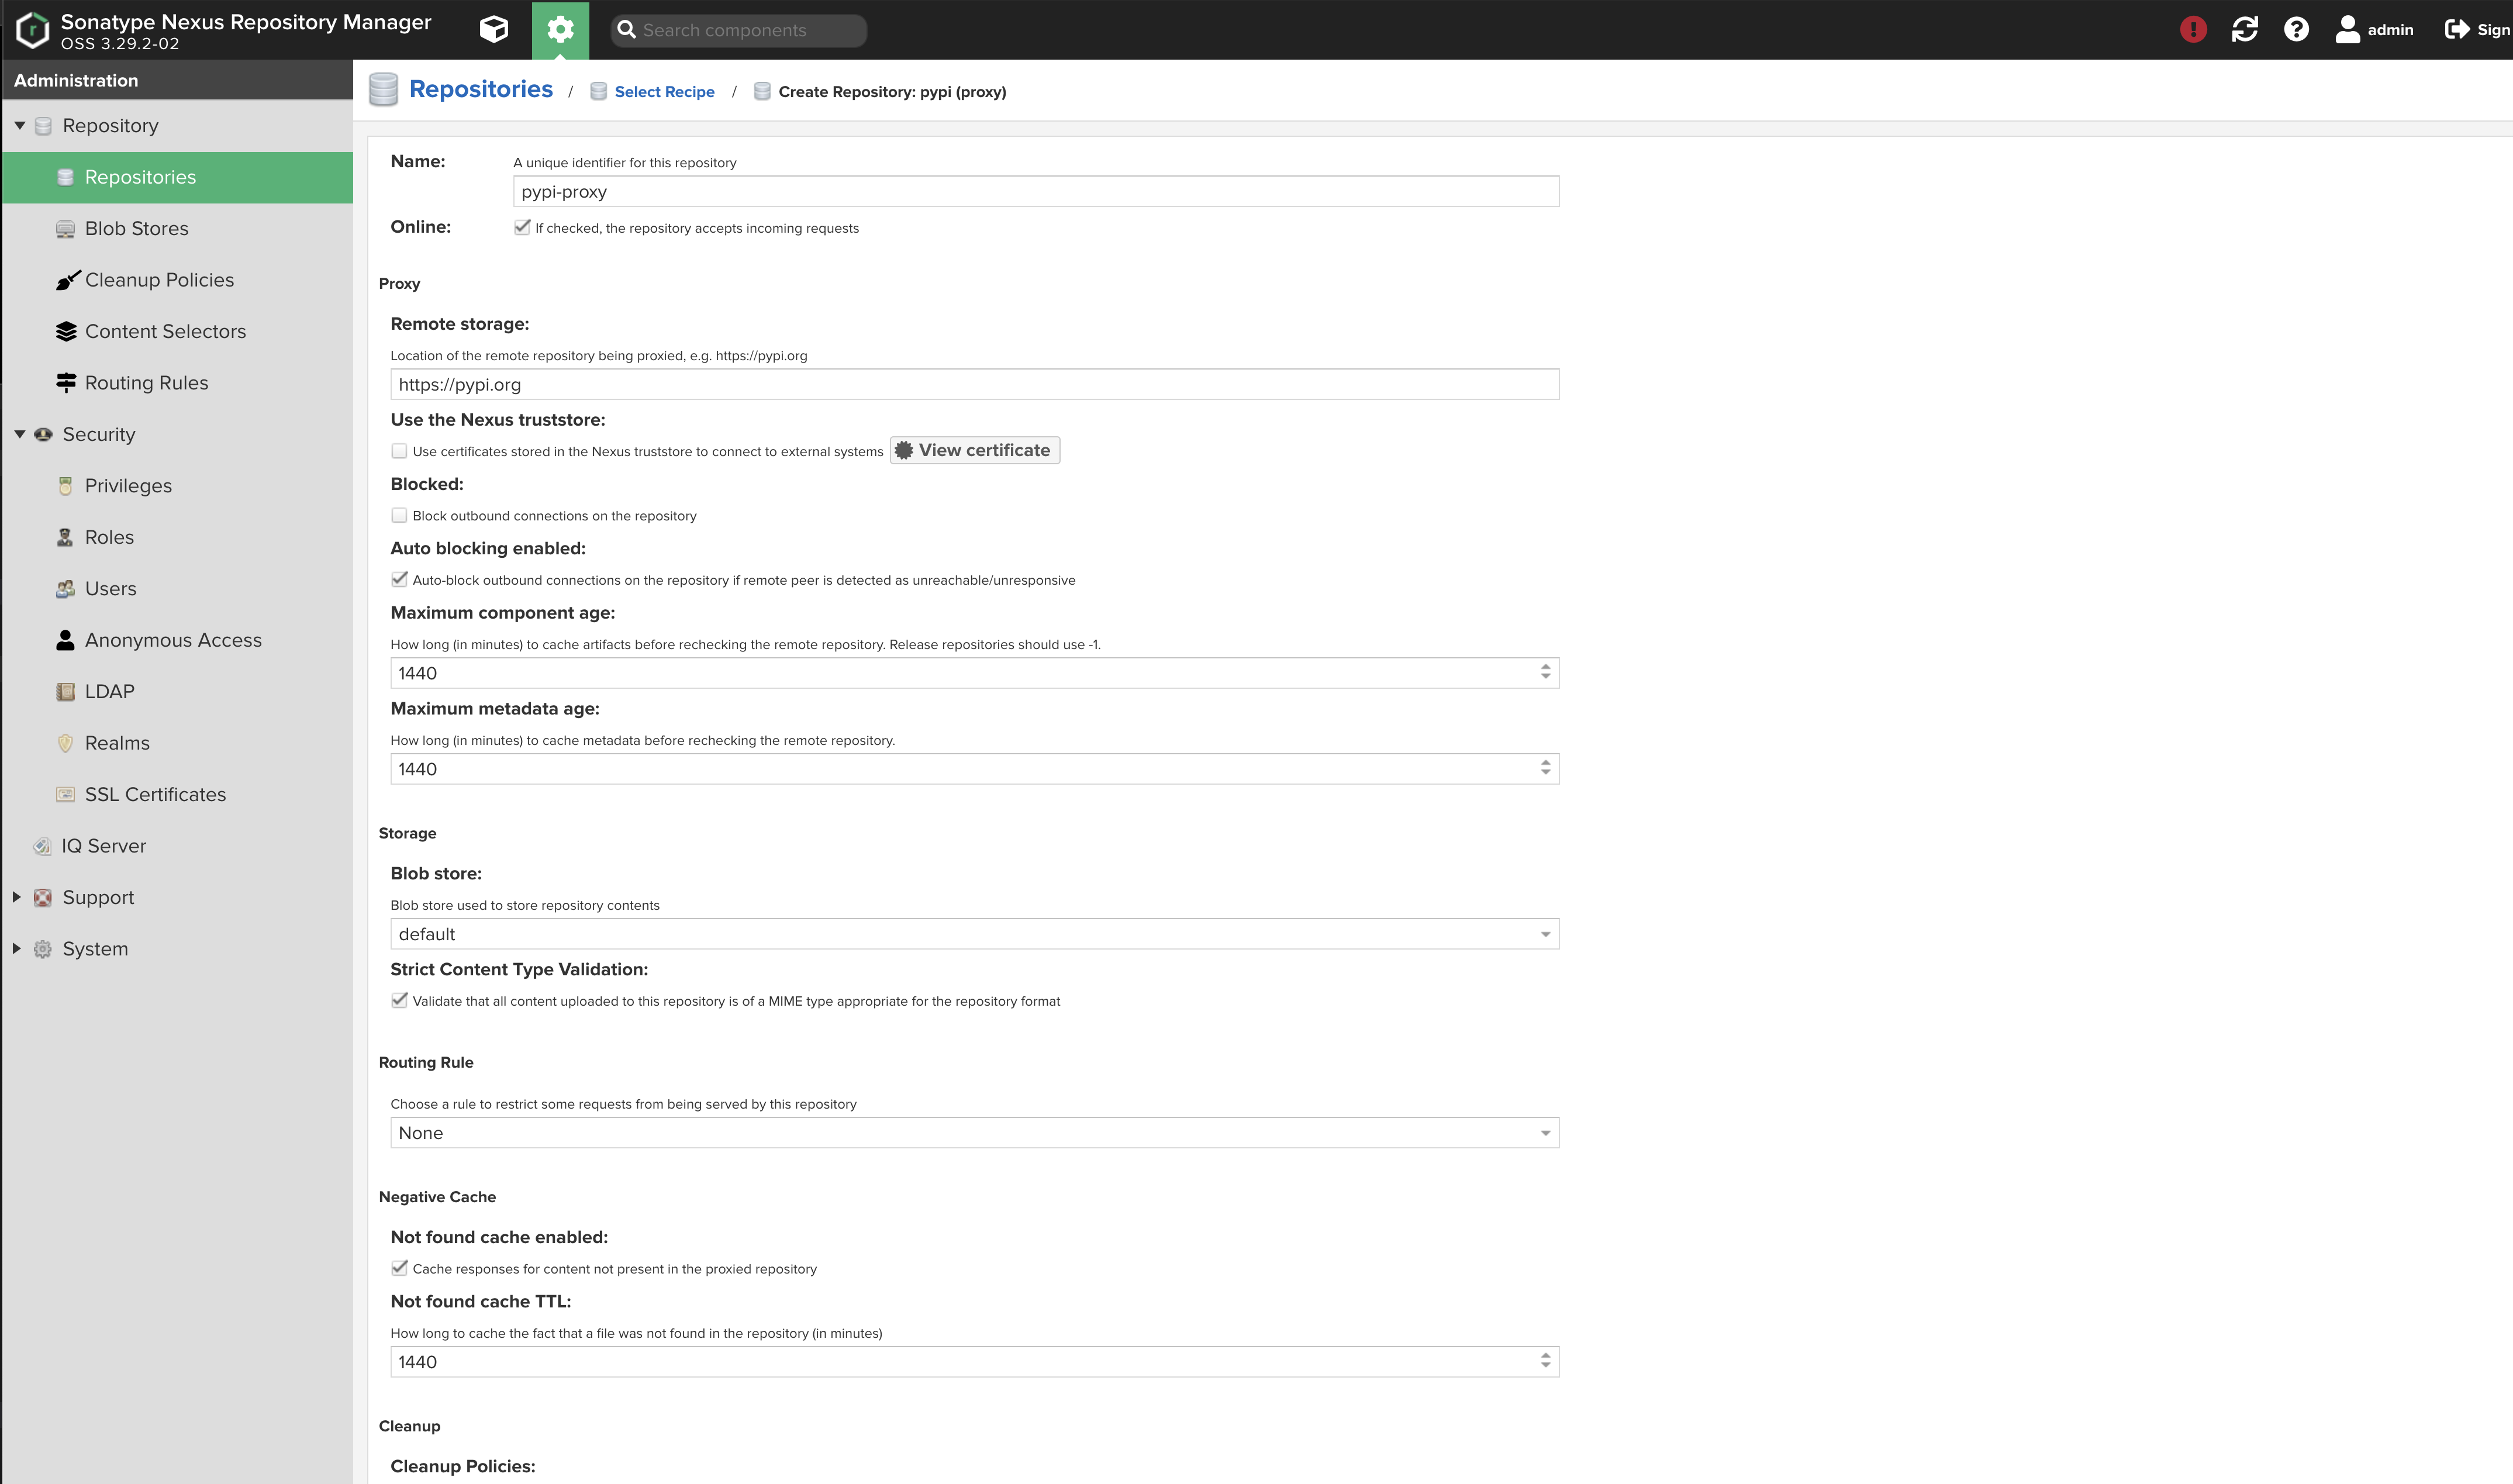 Sonatype Nexus Repository Manager
OSS 3.29.2-02
Search components
admin
Sign
Administration
Repository
Repositories
Blob Stores
Cleanup Policies
Content Selectors
Routing Rules
Security
Privileges
Roles
Users
Anonymous Access
LDAP
Realms
SSL Certificates
IQ Server
Support
System
Repositories / Select Recipe / Create Repository: pypi (proxy)
Name: A unique identifier for this repository
pypi-proxy
Online: If checked, the repository accepts incoming requests
Proxy
Remote storage:
Location of the remote repository being proxied, e.g. https://pypi.org
https://pypi.org
Use the Nexus truststore:
Use certificates stored in the Nexus truststore to connect to external systems View certificate
Blocked:
Block outbound connections on the repository
Auto blocking enabled:
Auto-block outbound connections on the repository if remote peer is detected as unreachable/unresponsive
Maximum component age:
How long (in minutes) to cache artifacts before rechecking the remote repository. Release repositories should use -1.
1440
Maximum metadata age:
How long (in minutes) to cache metadata before rechecking the remote repository.
1440
Storage
Blob store:
Blob store used to store repository contents
default
Strict Content Type Validation:
Validate that all content uploaded to this repository is of a MIME type appropriate for the repository format
Routing Rule
Choose a rule to restrict some requests from being served by this repository
None
Negative Cache
Not found cache enabled:
Cache responses for content not present in the proxied repository
Not found cache TTL:
How long to cache the fact that a file was not found in the repository (in minutes)
1440
Cleanup
Cleanup Policies: